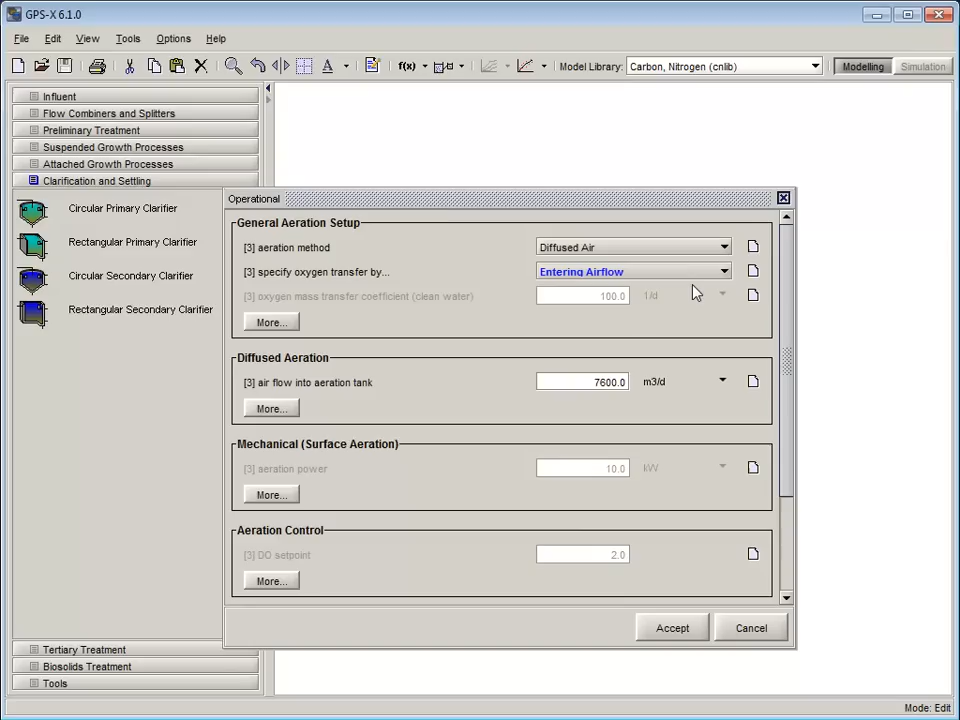 GPS-X 6.1.0
File Edit View Tools Options Help
A f(x) Model Library: Carbon, Nitrogen (cnlib) Modelling Simulation
Influent
Flow Combiners and Splitters
Preliminary Treatment
Suspended Growth Processes
Attached Growth Processes
Clarification and Settling
Circular Primary Clarifier
Rectangular Primary Clarifier
Circular Secondary Clarifier
Rectangular Secondary Clarifier
Tertiary Treatment
Biosolids Treatment
Tools
Operational
General Aeration Setup
[3] aeration method Diffused Air
[3] specify oxygen transfer by... Entering Airflow
[3] oxygen mass transfer coefficient (clean water) 100.0 1/d
More...
Diffused Aeration
[3] air flow into aeration tank 7600.0 m3/d
More...
Mechanical (Surface Aeration)
[3] aeration power 10.0 kW
More...
Aeration Control
[3] DO setpoint 2.0
More...
Accept Cancel
Mode: Edit